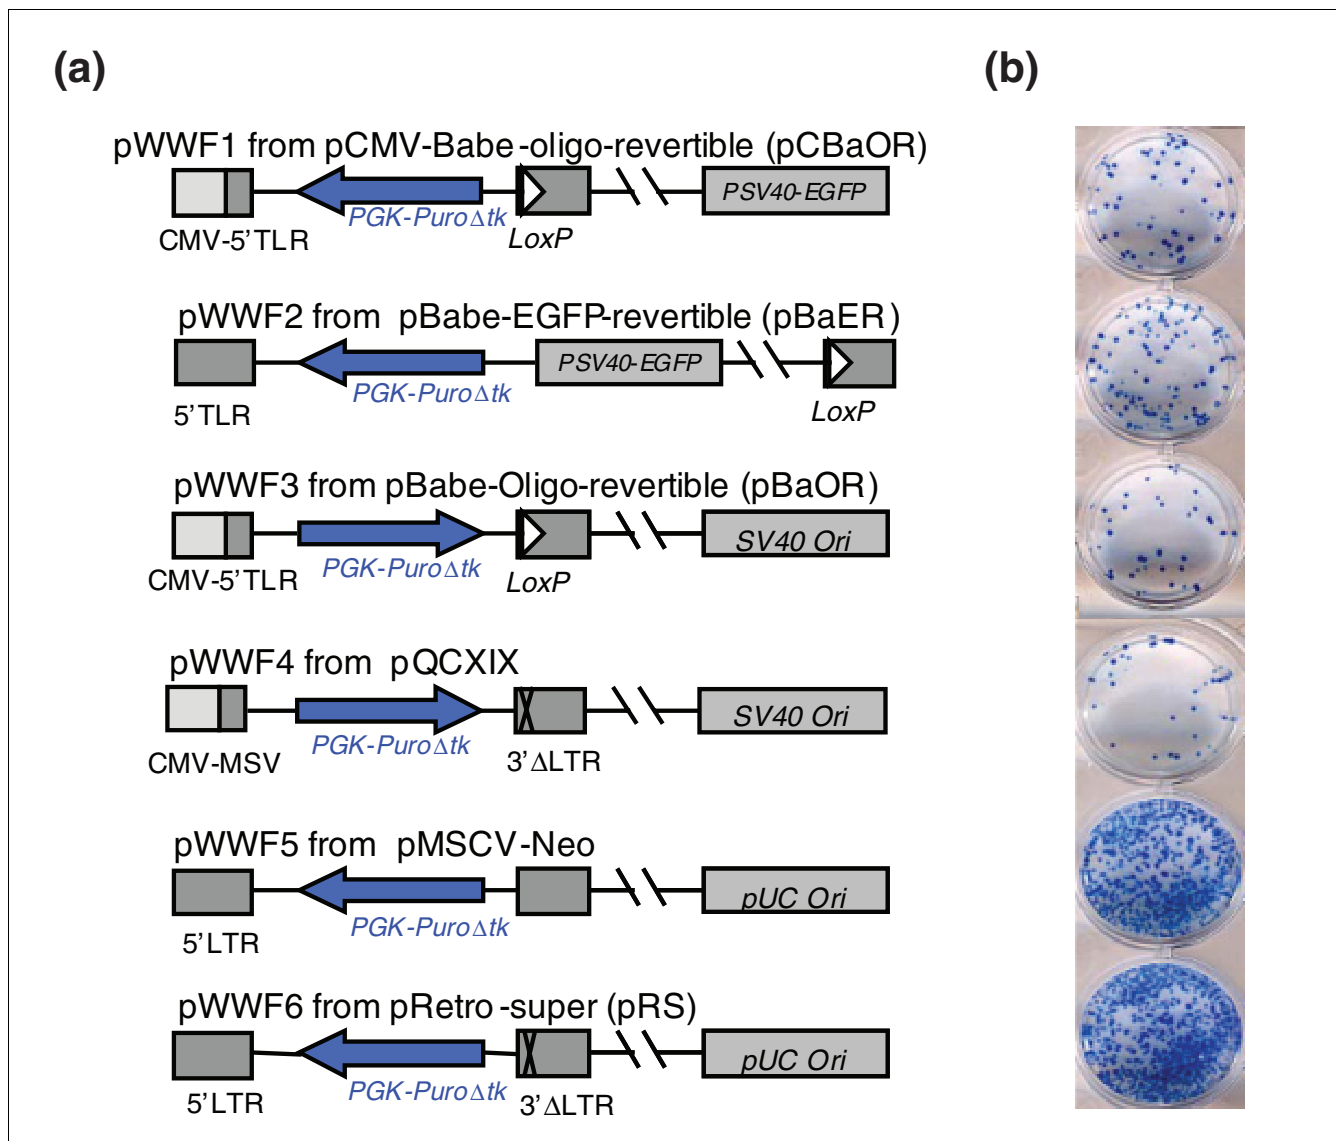 (a)
(b)
pWWF1 from pCMV-Babe-oligo-revertible (pCBaOR)
PSV40-EGFP
PGK-PuroΔtk
CMV-5'TLR
LoxP
pWWF2 from pBabe-EGFP-revertible (pBaER)
PSV40-EGFP
PGK-PuroΔtk
5'TLR
LoxP
pWWF3 from pBabe-Oligo-revertible (pBaOR)
SV40 Ori
PGK-PuroΔtk
CMV-5'TLR
LoxP
pWWF4 from pQCXIX
SV40 Ori
PGK-PuroΔtk
CMV-MSV
3'ΔLTR
pWWF5 from pMSCV-Neo
pUC Ori
PGK-PuroΔtk
5'LTR
pWWF6 from pRetro-super (pRS)
pUC Ori
PGK-PuroΔtk
5'LTR
3'ΔLTR